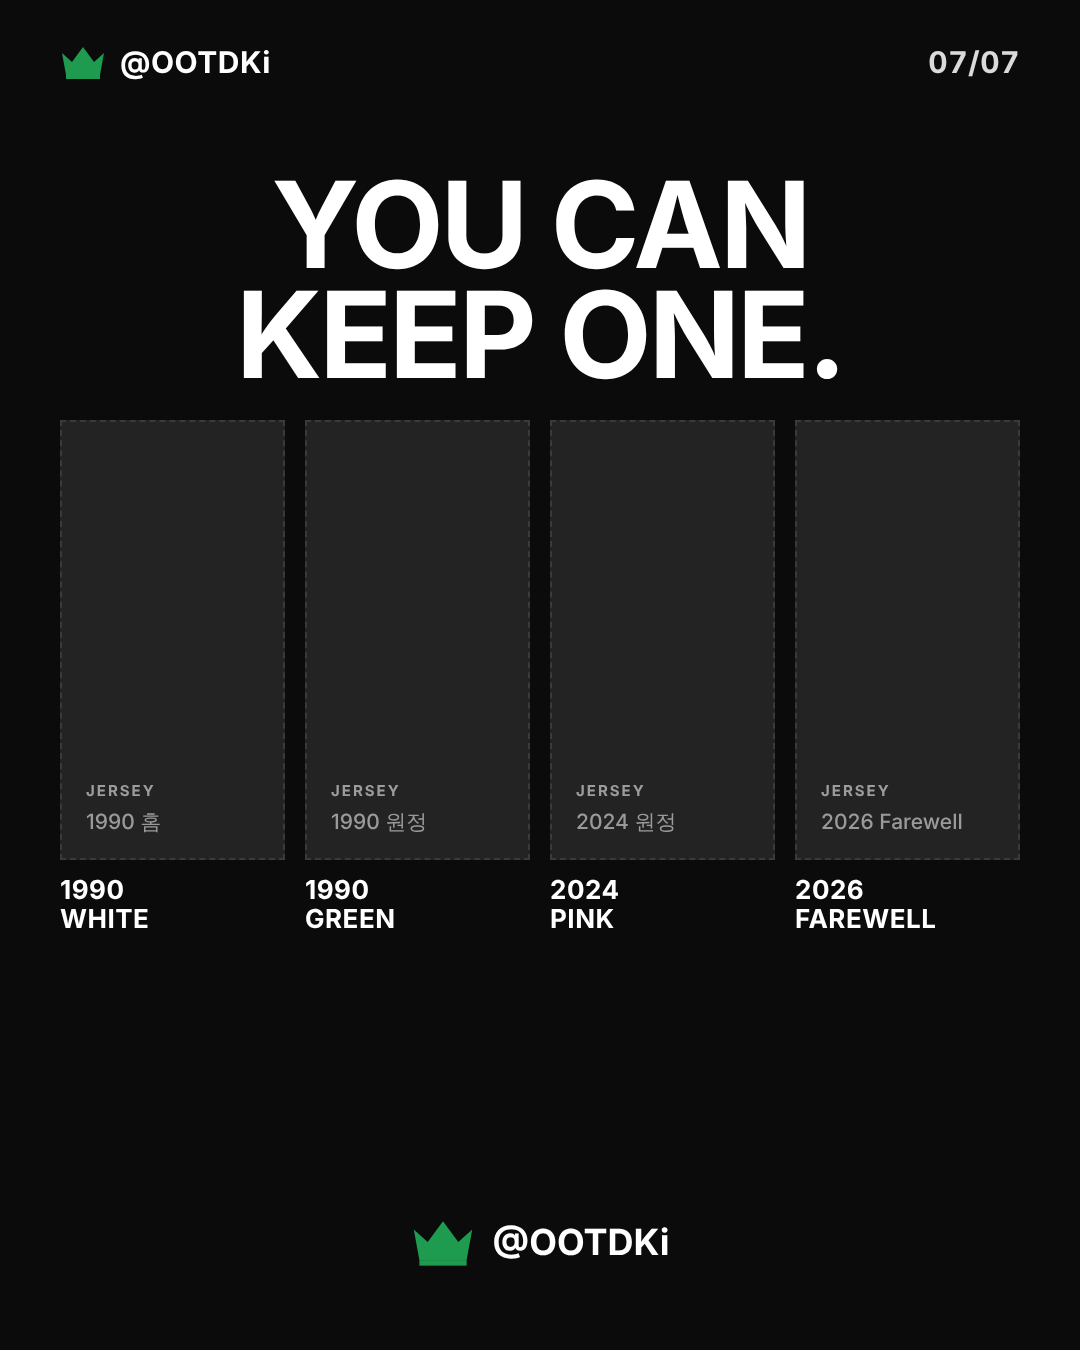 @OOTDKi
07/07
YOU CAN
KEEP ONE.
JERSEY
1990 홈
JERSEY
1990 원정
JERSEY
2024 원정
JERSEY
2026 Farewell
1990
WHITE
1990
GREEN
2024
PINK
2026
FAREWELL
@OOTDKi